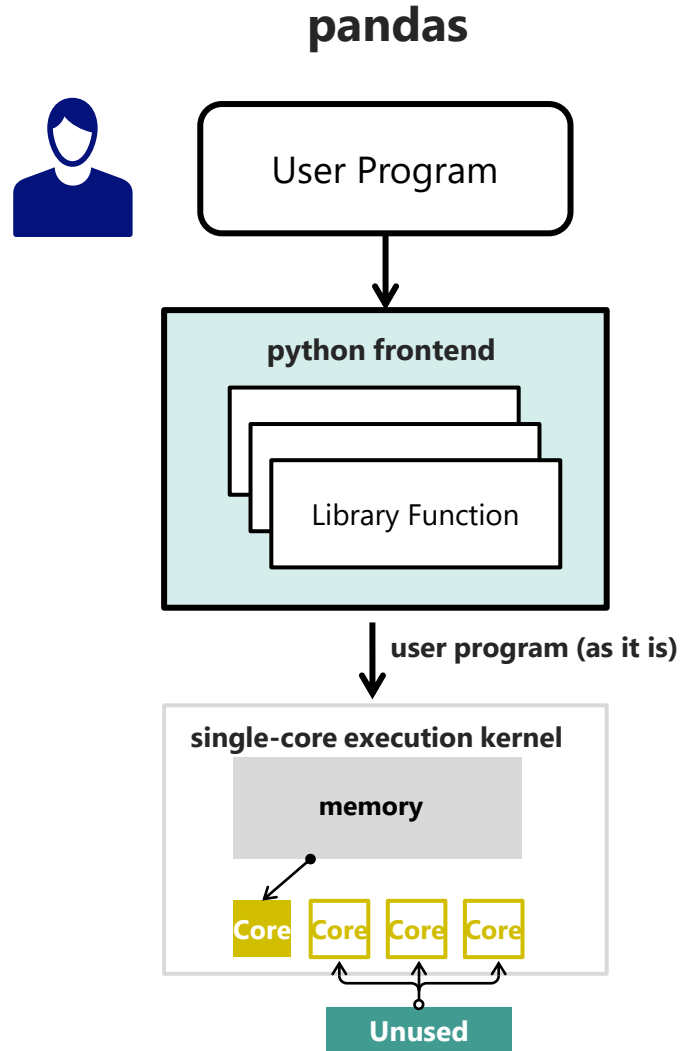 pandas
User Program
python frontend
Library Function
user program (as it is)
single-core execution kernel
memory
Core Core Core Core
Unused